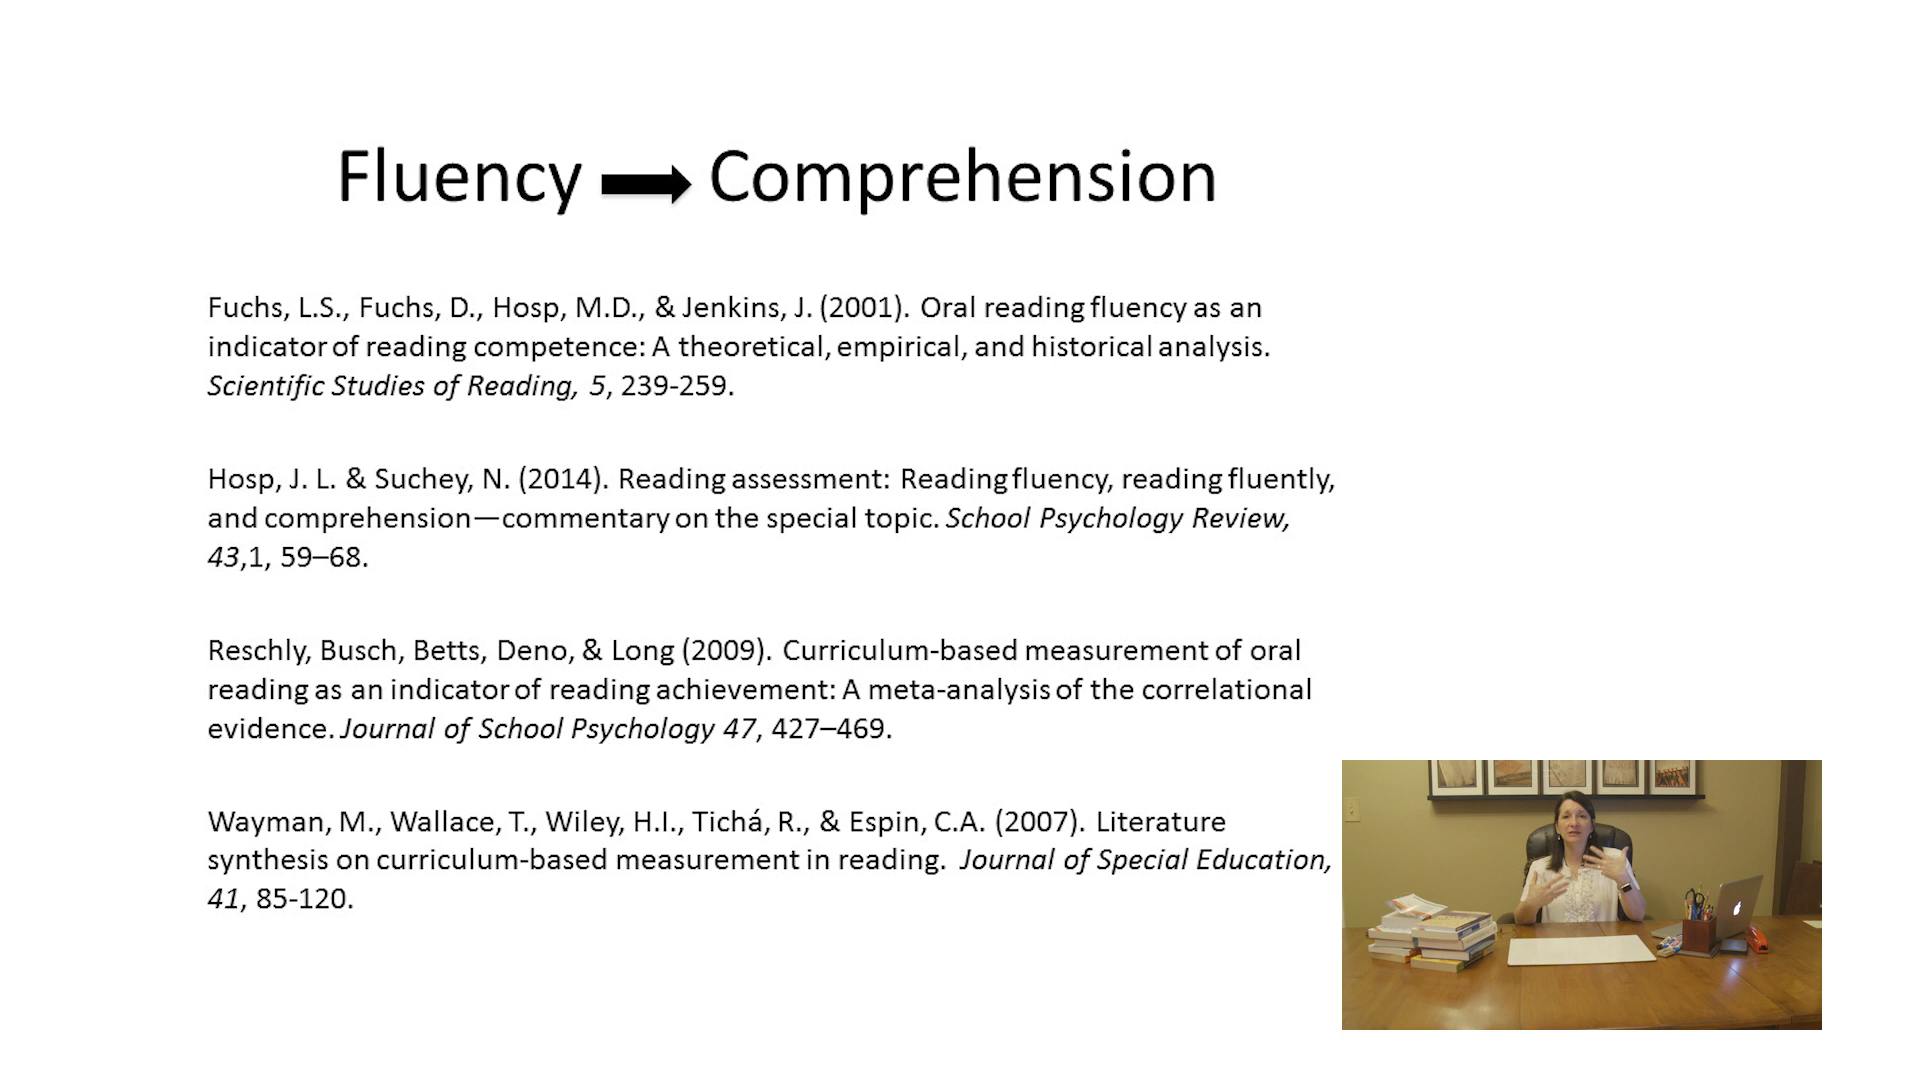 Fluency Comprehension
Fuchs, L.S., Fuchs, D., Hosp, M.D., & Jenkins, J. (2001). Oral reading fluency as an
indicator of reading competence: A theoretical, empirical, and historical analysis.
Scientific Studies of Reading, 5, 239-259.
Hosp, J. L. & Suchey, N. (2014). Reading assessment: Reading fluency, reading fluently,
and comprehension—commentary on the special topic. School Psychology Review,
43,1, 59–68.
Reschly, Busch, Betts, Deno, & Long (2009). Curriculum-based measurement of oral
reading as an indicator of reading achievement: A meta-analysis of the correlational
evidence. Journal of School Psychology 47, 427–469.
Wayman, M., Wallace, T., Wiley, H.I., Tichá, R., & Espin, C.A. (2007). Literature
synthesis on curriculum-based measurement in reading. Journal of Special Education,
41, 85-120.